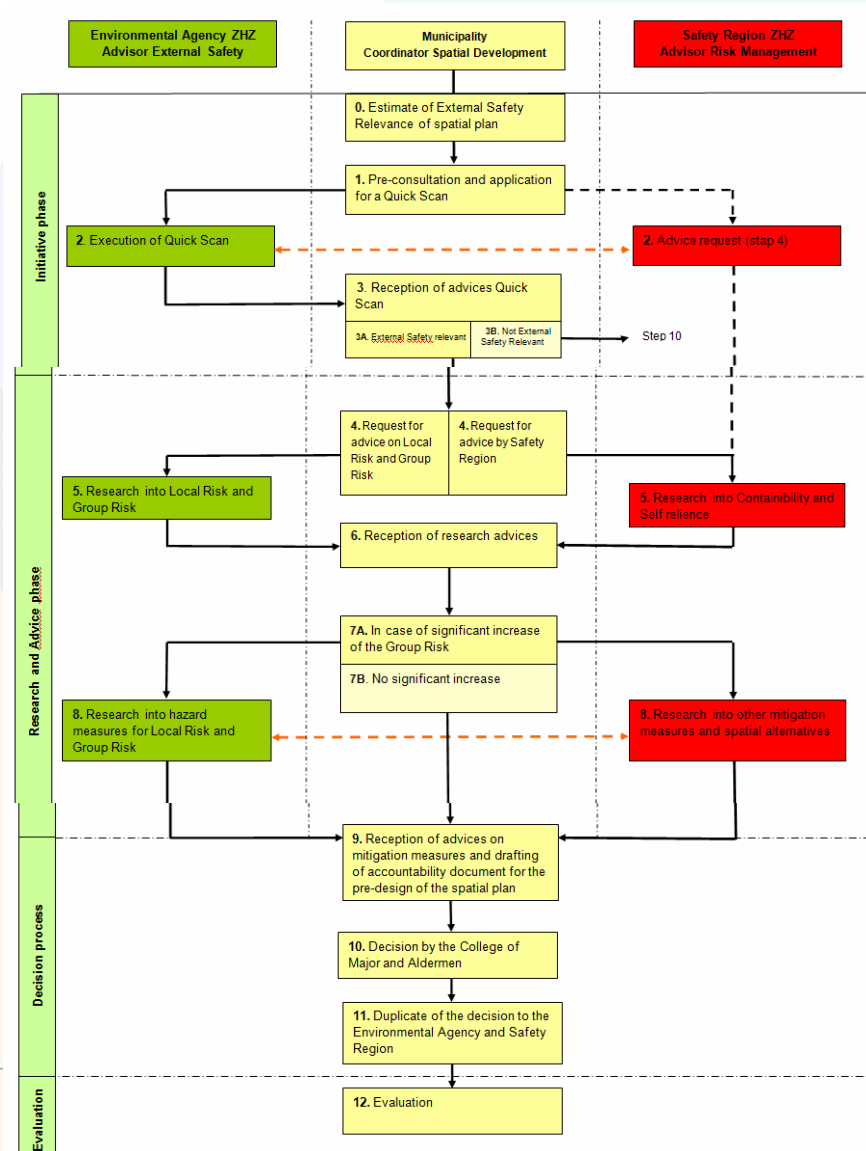 Environmental Agency ZHZ
Advisor External Safety
Municipality
Coordinator Spatial Development
Safety Region ZHZ
Advisor Risk Management
Initiative phase
0. Estimate of External Safety
Relevance of spatial plan
1. Pre-consultation and application
for a Quick Scan
2. Execution of Quick Scan
2. Advice request (stap 4)
3. Reception of advices Quick
Scan
3A. External Safety relevant
3B. Not External
Safety Relevant
Step 10
Research and Advice phase
4. Request for
advice on Local
Risk and Group
Risk
4. Request for
advice by Safety
Region
5. Research into Local Risk and
Group Risk
5. Research into Containibility and
Self relience
6. Reception of research advices
7A. In case of significant increase
of the Group Risk
7B. No significant increase
8. Research into hazard
measures for Local Risk and
Group Risk
8. Research into other mitigation
measures and spatial alternatives
Decision process
9. Reception of advices on
mitigation measures and drafting
of accountability document for the
pre-design of the spatial plan
10. Decision by the College of
Major and Aldermen
11. Duplicate of the decision to the
Environmental Agency and Safety
Region
Evaluation
12. Evaluation